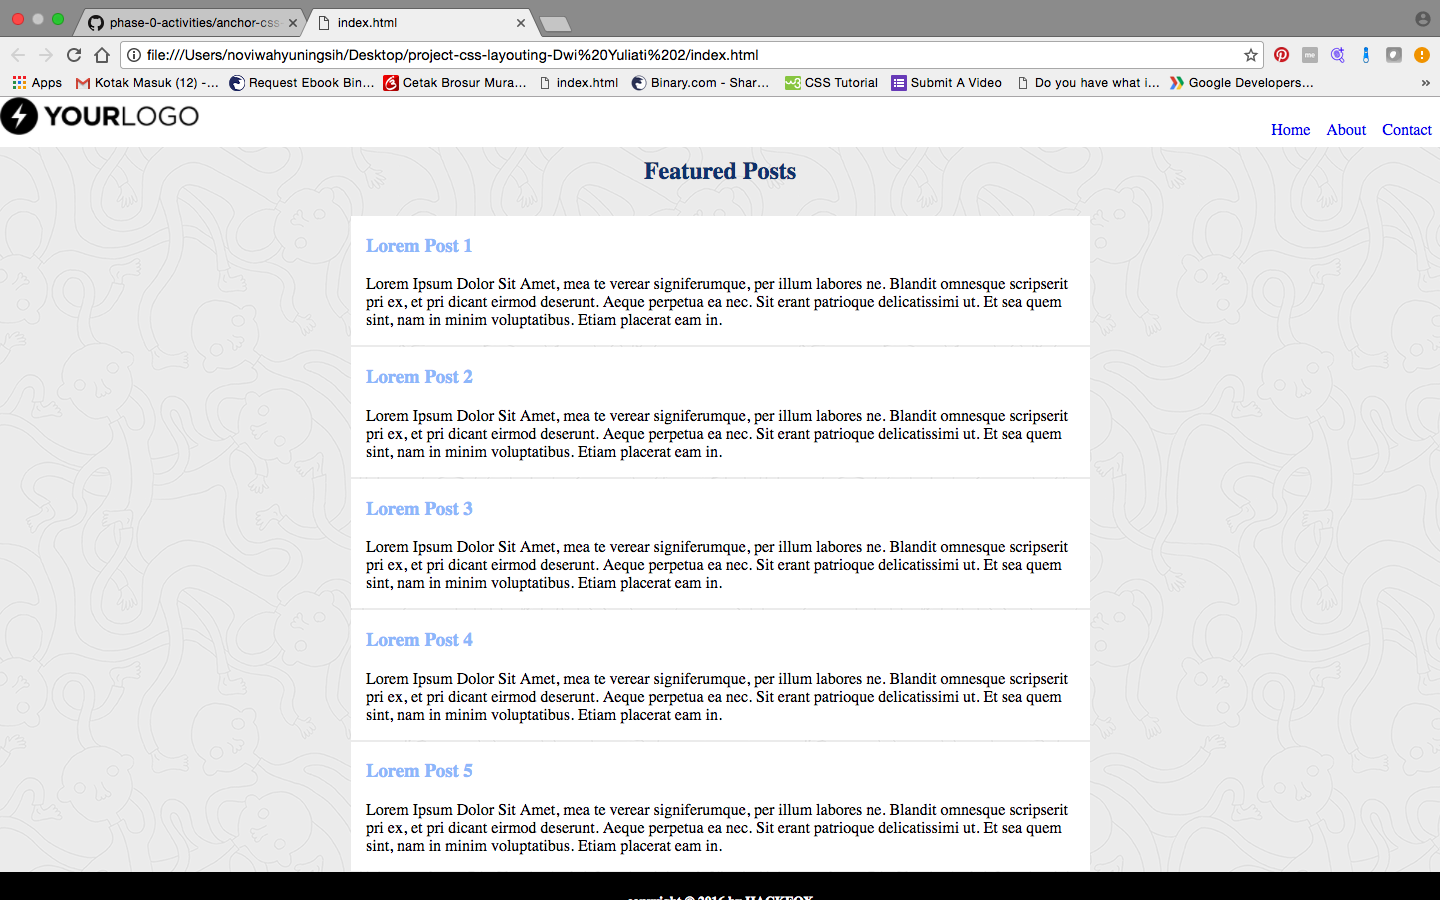 phase-0-activities/anchor-css-
index.html
file:///Users/noviwahyuningsih/Desktop/project-css-layouting-Dwi%20Yuliati%202/index.html
Apps Kotak Masuk (12) -... Request Ebook Bin... Cetak Brosur Mura... index.html Binary.com - Shar... CSS Tutorial Submit A Video Do you have what i... Google Developers...
YOURLOGO
Home About Contact
Featured Posts
Lorem Post 1
Lorem Ipsum Dolor Sit Amet, mea te verear signiferumque, per illum labores ne. Blandit omnesque scripserit
pri ex, et pri dicant eirmod deserunt. Aeque perpetua ea nec. Sit erant patrioque delicatissimi ut. Et sea quem
sint, nam in minim voluptatibus. Etiam placerat eam in.
Lorem Post 2
Lorem Ipsum Dolor Sit Amet, mea te verear signiferumque, per illum labores ne. Blandit omnesque scripserit
pri ex, et pri dicant eirmod deserunt. Aeque perpetua ea nec. Sit erant patrioque delicatissimi ut. Et sea quem
sint, nam in minim voluptatibus. Etiam placerat eam in.
Lorem Post 3
Lorem Ipsum Dolor Sit Amet, mea te verear signiferumque, per illum labores ne. Blandit omnesque scripserit
pri ex, et pri dicant eirmod deserunt. Aeque perpetua ea nec. Sit erant patrioque delicatissimi ut. Et sea quem
sint, nam in minim voluptatibus. Etiam placerat eam in.
Lorem Post 4
Lorem Ipsum Dolor Sit Amet, mea te verear signiferumque, per illum labores ne. Blandit omnesque scripserit
pri ex, et pri dicant eirmod deserunt. Aeque perpetua ea nec. Sit erant patrioque delicatissimi ut. Et sea quem
sint, nam in minim voluptatibus. Etiam placerat eam in.
Lorem Post 5
Lorem Ipsum Dolor Sit Amet, mea te verear signiferumque, per illum labores ne. Blandit omnesque scripserit
pri ex, et pri dicant eirmod deserunt. Aeque perpetua ea nec. Sit erant patrioque delicatissimi ut. Et sea quem
sint, nam in minim voluptatibus. Etiam placerat eam in.
copyright © 2016 by HACKFOX